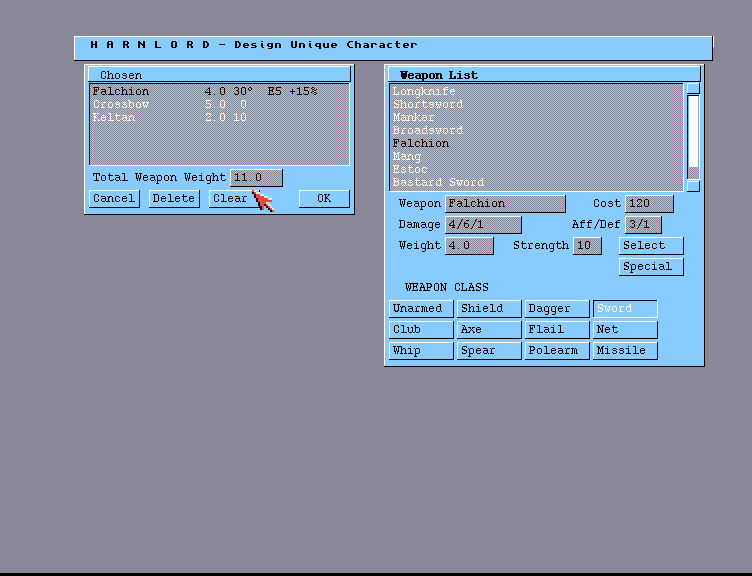 H A R N L O R D - Design Unique Character
Chosen
Falchion 4.0 30° E5 +15%
Crossbow 5.0 0
Keltan 2.0 10
Total Weapon Weight 11.0
Cancel Delete Clear OK
Weapon List
Longknife
Shortsword
Mankar
Broadsword
Falchion
Mang
Estoc
Bastard Sword
Weapon Falchion Cost 120
Damage 4/6/1 Aff/Def 3/1
Weight 4.0 Strength 10 Select
Special
WEAPON CLASS
Unarmed Shield Dagger Sword
Club Axe Flail Net
Whip Spear Polearm Missile